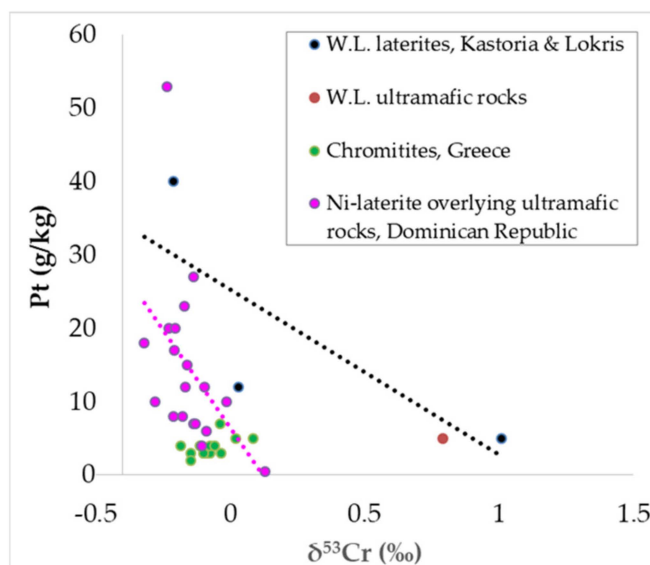 60
50
40
30
20
10
0
Pt (g/kg)
W.L. laterites, Kastoria & Lokris
W.L. ultramafic rocks
Chromitites, Greece
Ni-laterite overlying ultramafic
rocks, Dominican Republic
-0.5 0 0.5 1 1.5
δ⁵³Cr (‰)